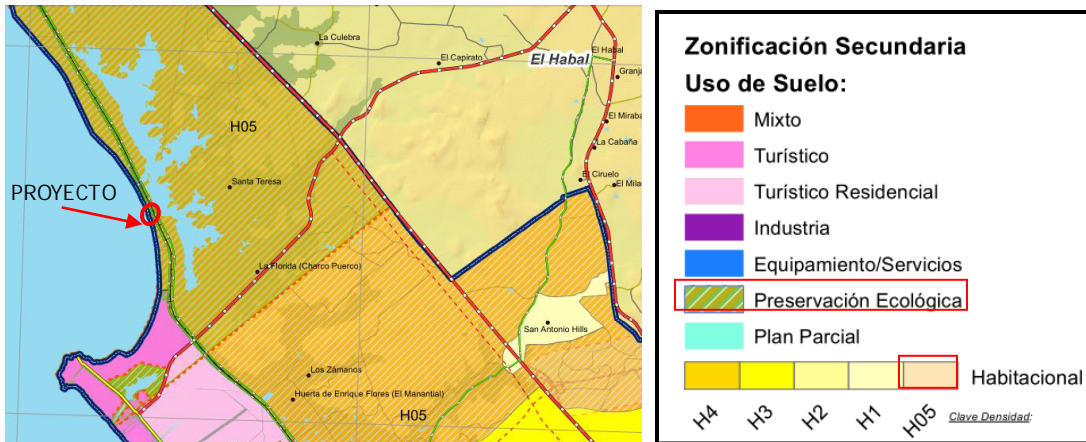 La Culebra
El Capirato
El Habal
El Habal
Granja
El Miraba
La Cabaña
El Ciruelo
El Mila
H05
Santa Teresa
PROYECTO
La Florida (Charco Puerco)
San Antonio Hills
Los Zámanos
Huerta de Enrique Flores (El Manantial)
H05
Zonificación Secundaria
Uso de Suelo:
Mixto
Turístico
Turístico Residencial
Industria
Equipamiento/Servicios
Preservación Ecológica
Plan Parcial
Habitacional
H4 H3 H2 H1 H05 Clave Densidad: